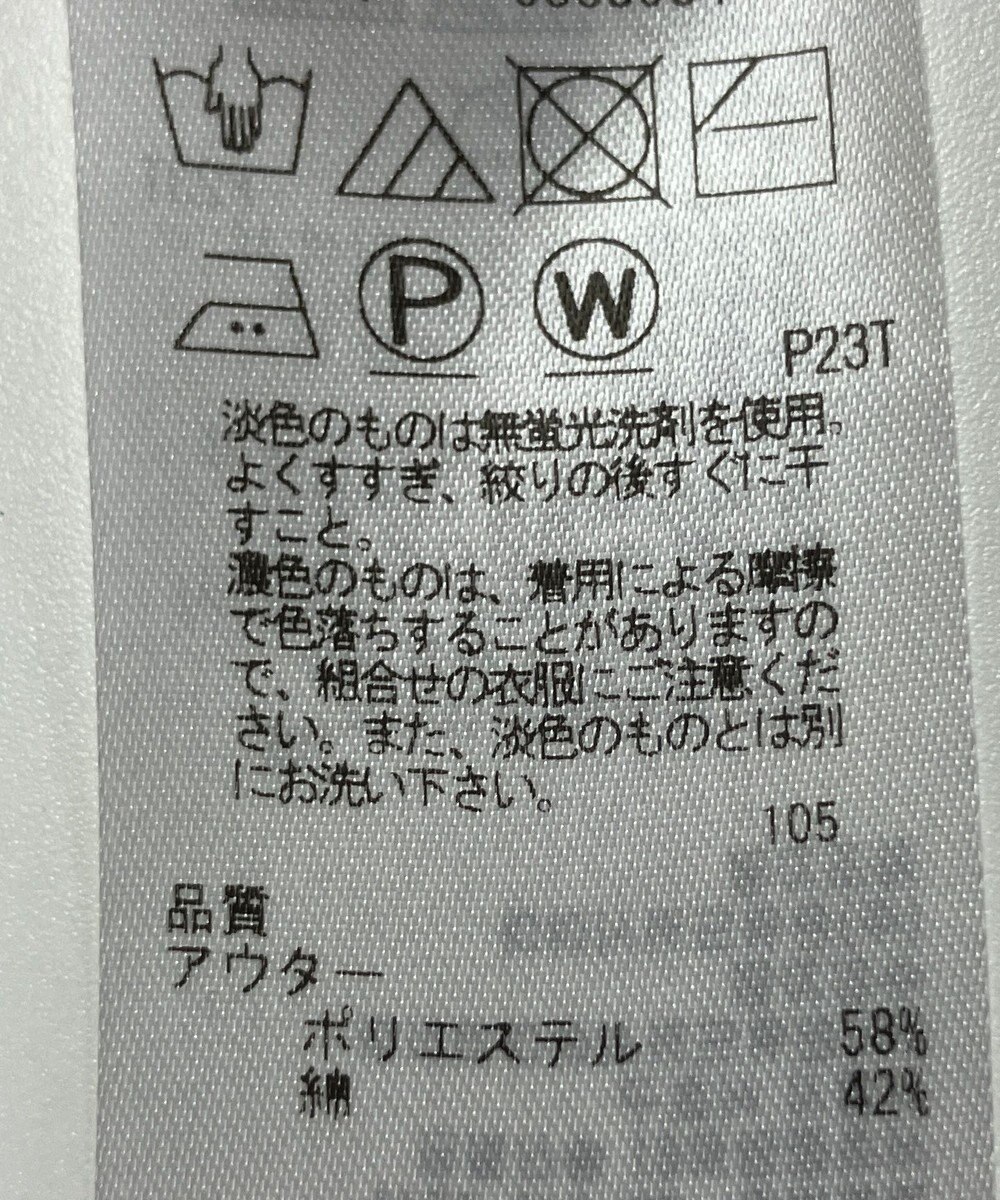 P
W
P23T
淡色のものは無蛍光洗剤を使用。
よくすすぎ、絞りの後すぐに干
すこと。
濃色のものは、着用による摩擦
で色落ちすることがありますの
で、組合せの衣服にご注意くだ
さい。また、淡色のものとは別
にお洗い下さい。
105
品質
アウター
ポリエステル 58%
綿 42%